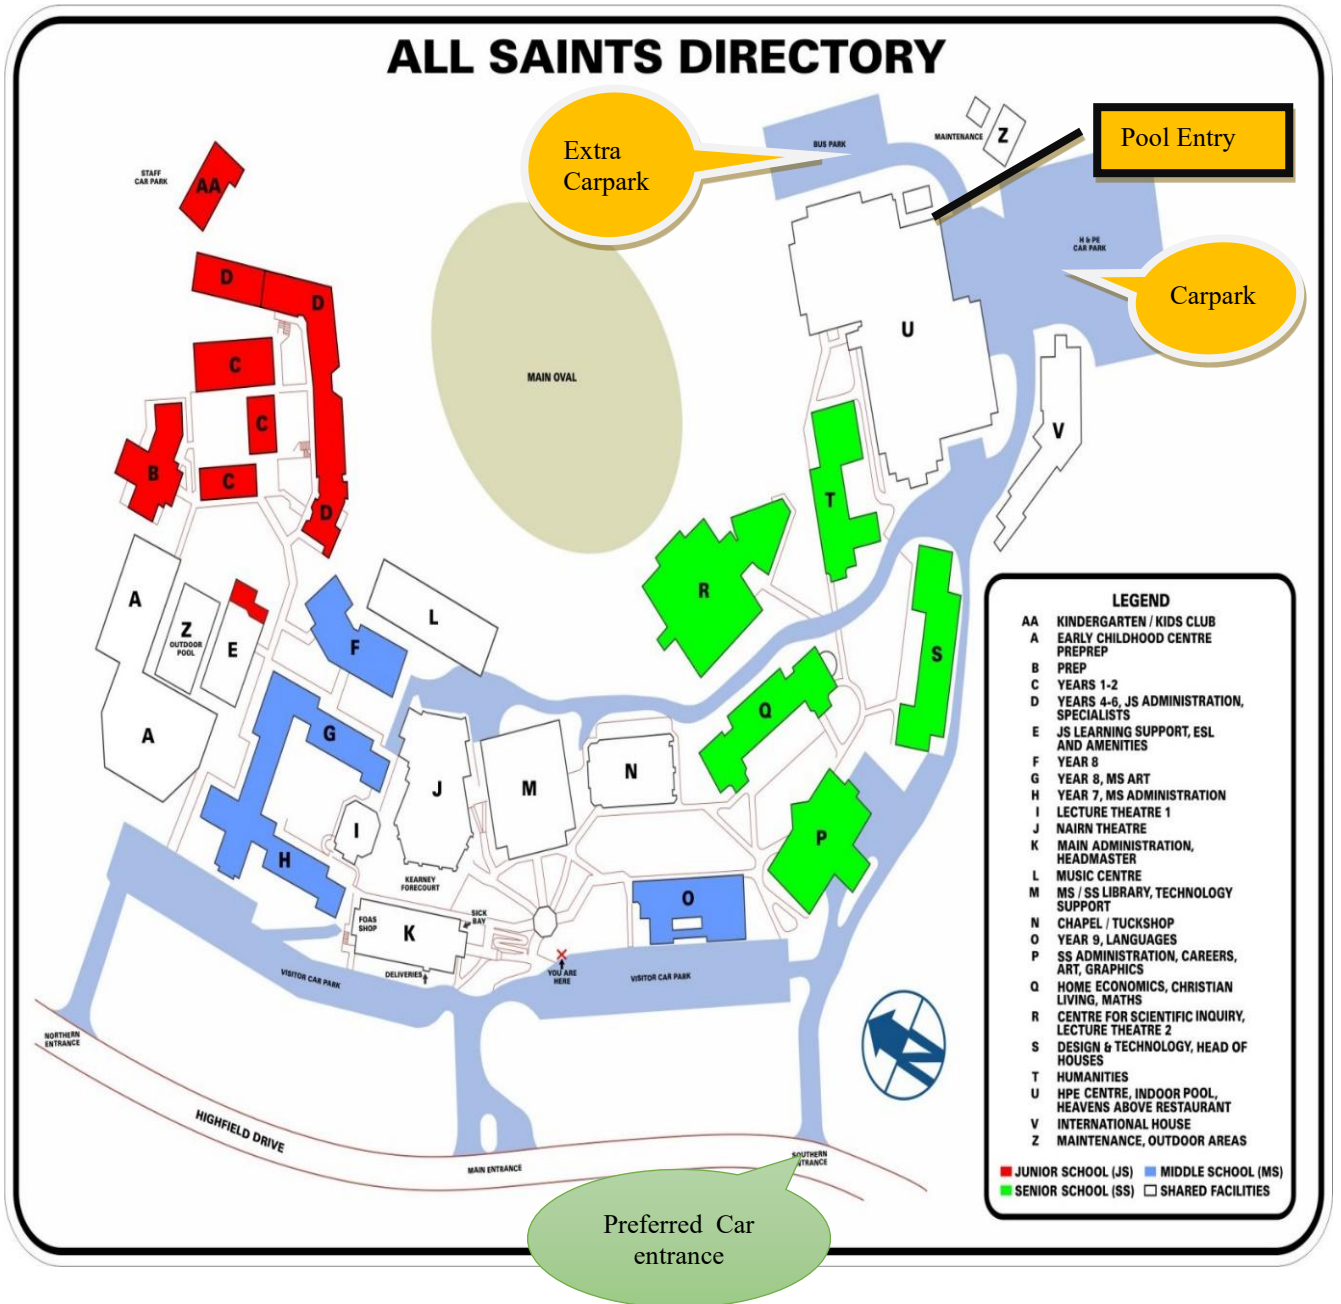 ALL SAINTS DIRECTORY
Extra
Carpark
BUS PARK
MAINTENANCE
Z
Pool Entry
STAFF
CAR PARK
AA
H & PE
CAR PARK
Carpark
D
D
U
C
MAIN OVAL
C
V
B
C
T
D
R
A
Z
OUTDOOR
POOL
E
L
F
S
Q
A
G
J
M
N
I
P
H
KEARNEY
FORECOURT
O
FOAS
SHOP
K
SICK
BAY
DELIVERIES
YOU ARE
HERE
VISITOR CAR PARK
VISITOR CAR PARK
NORTHERN
ENTRANCE
N
HIGHFIELD DRIVE
MAIN ENTRANCE
SOUTHERN
ENTRANCE
Preferred Car
entrance
LEGEND
AA KINDERGARTEN / KIDS CLUB
A EARLY CHILDHOOD CENTRE
PREPREP
B PREP
C YEARS 1-2
D YEARS 4-6, JS ADMINISTRATION,
SPECIALISTS
E JS LEARNING SUPPORT, ESL
AND AMENITIES
F YEAR 8
G YEAR 8, MS ART
H YEAR 7, MS ADMINISTRATION
I LECTURE THEATRE 1
J NAIRN THEATRE
K MAIN ADMINISTRATION,
HEADMASTER
L MUSIC CENTRE
M MS / SS LIBRARY, TECHNOLOGY
SUPPORT
N CHAPEL / TUCKSHOP
O YEAR 9, LANGUAGES
P SS ADMINISTRATION, CAREERS,
ART, GRAPHICS
Q HOME ECONOMICS, CHRISTIAN
LIVING, MATHS
R CENTRE FOR SCIENTIFIC INQUIRY,
LECTURE THEATRE 2
S DESIGN & TECHNOLOGY, HEAD OF
HOUSES
T HUMANITIES
U HPE CENTRE, INDOOR POOL,
HEAVENS ABOVE RESTAURANT
V INTERNATIONAL HOUSE
Z MAINTENANCE, OUTDOOR AREAS
JUNIOR SCHOOL (JS) MIDDLE SCHOOL (MS)
SENIOR SCHOOL (SS) SHARED FACILITIES